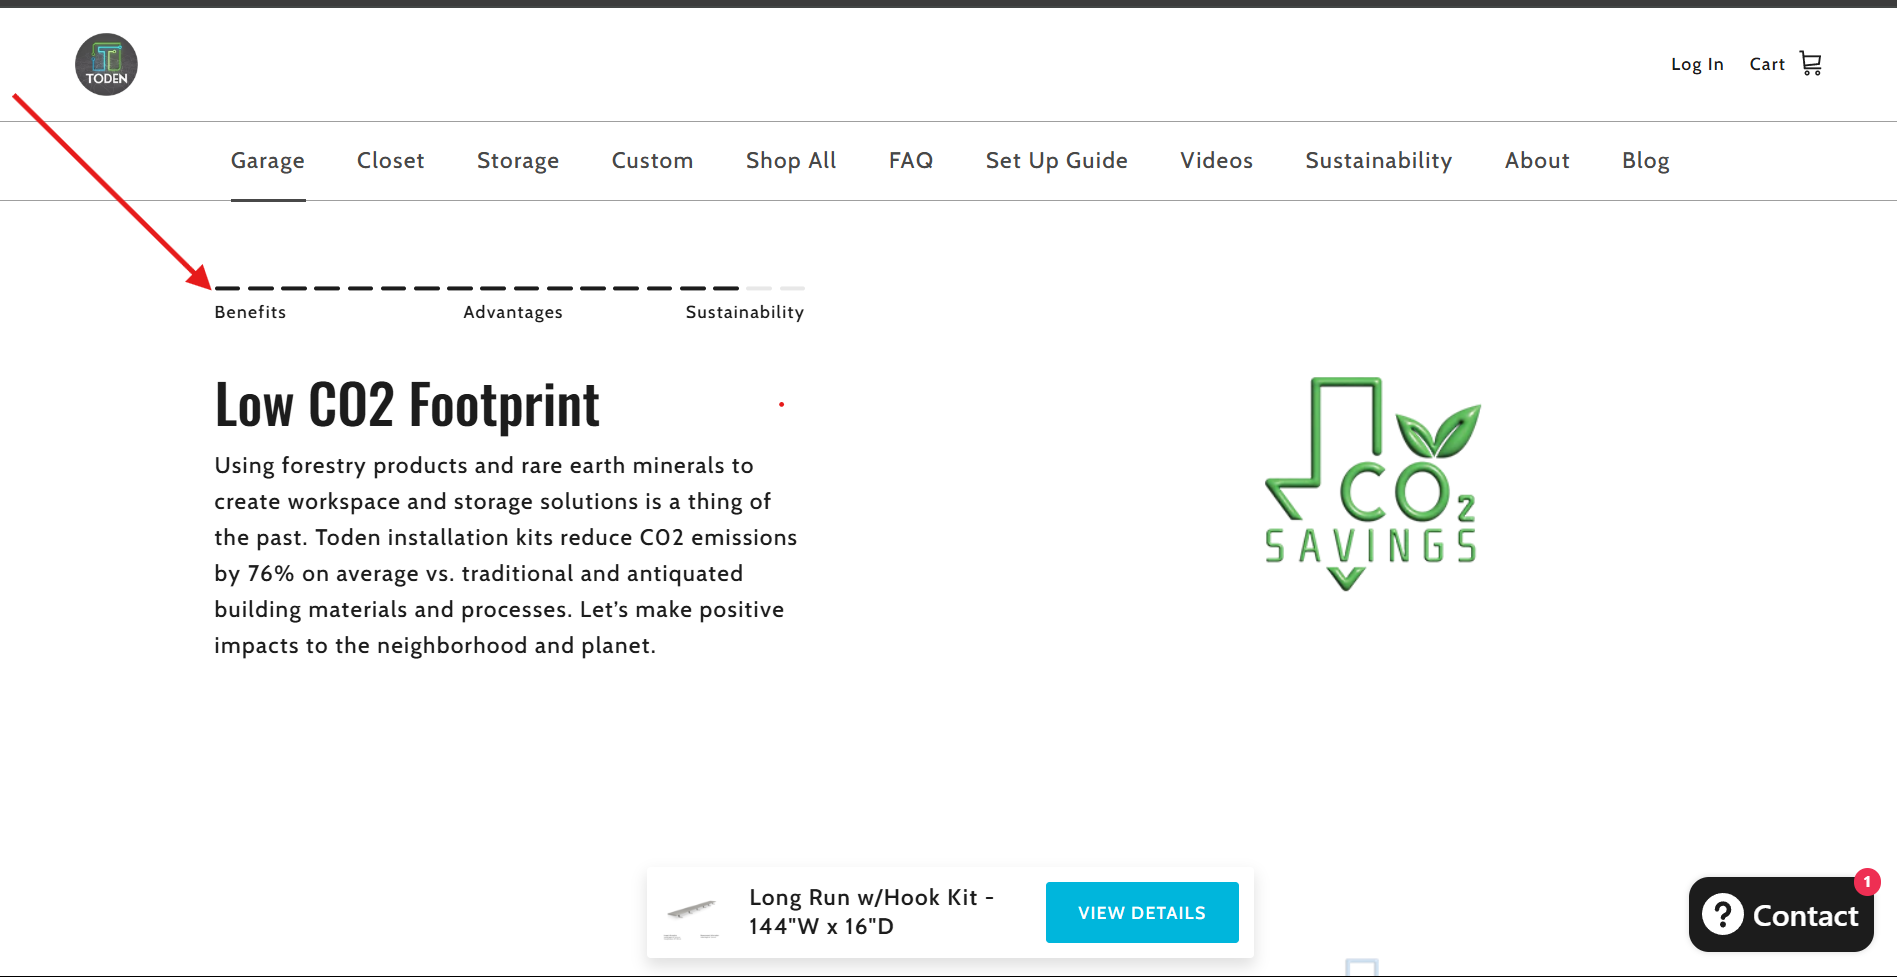 TODEN
Log In
Cart
Garage
Closet
Storage
Custom
Shop All
FAQ
Set Up Guide
Videos
Sustainability
About
Blog
Benefits
Advantages
Sustainability
Low CO2 Footprint
Using forestry products and rare earth minerals to
create workspace and storage solutions is a thing of
the past. Toden installation kits reduce CO2 emissions
by 76% on average vs. traditional and antiquated
building materials and processes. Let’s make positive
impacts to the neighborhood and planet.
CO2
SAVINGS
Long Run w/Hook Kit -
144"W x 16"D
VIEW DETAILS
1
? Contact